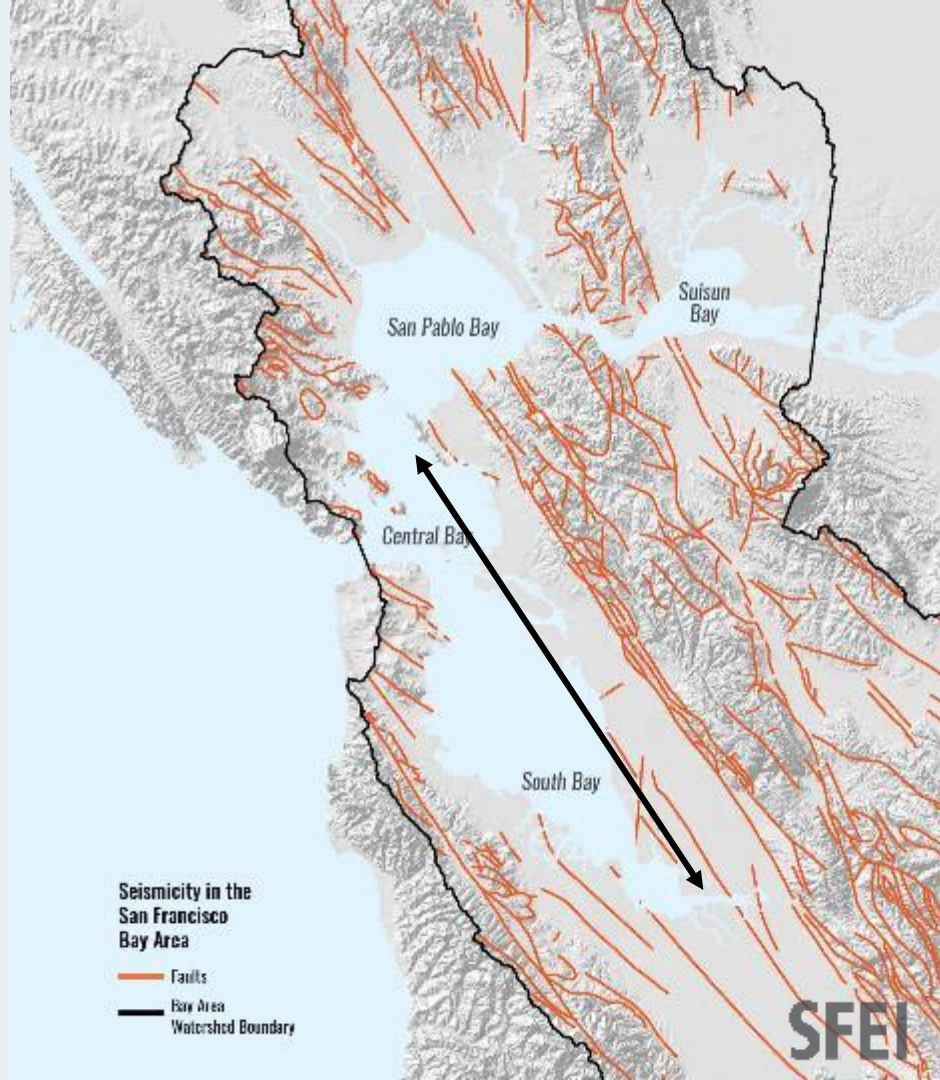 San Pablo Bay
Suisun
Bay
Central Bay
South Bay
Seismicity in the
San Francisco
Bay Area
Faults
Bay Area
Watershed Boundary
SFEI